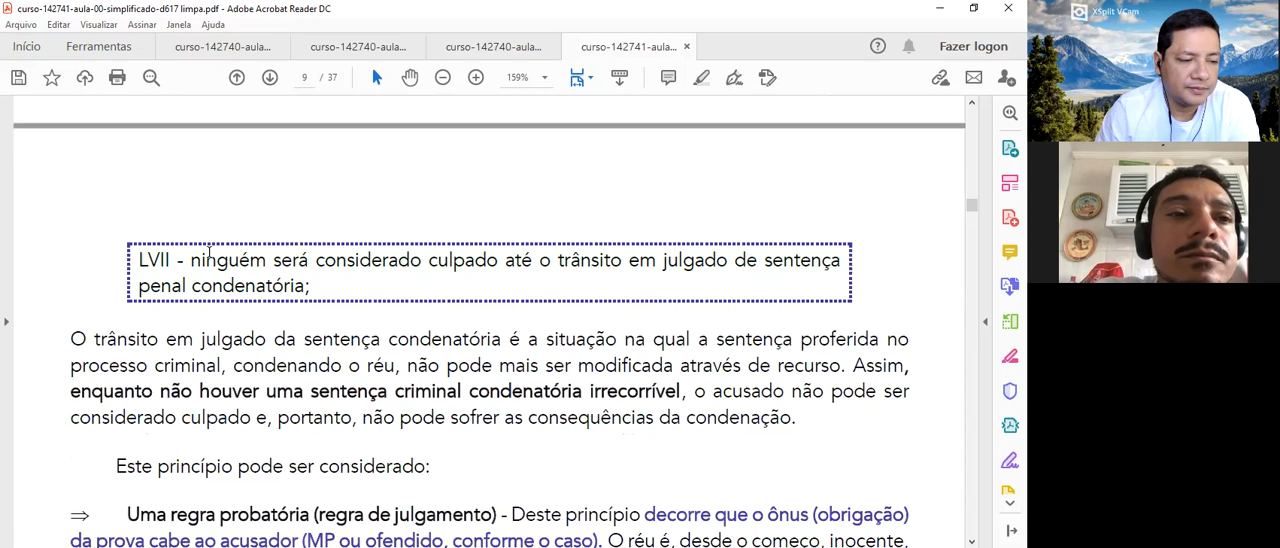 curso-142741-aula-00-simplificado-d617 limpa.pdf - Adobe Acrobat Reader DC
Arquivo Editar Visualizar Assinar Janela Ajuda
Início Ferramentas curso-142740-aula... curso-142740-aula... curso-142740-aula... curso-142741-aula... × Fazer logon
9 / 37 159%
XSplit VCam
LVII - ninguém será considerado culpado até o trânsito em julgado de sentença
penal condenatória;
O trânsito em julgado da sentença condenatória é a situação na qual a sentença proferida no
processo criminal, condenando o réu, não pode mais ser modificada através de recurso. Assim,
enquanto não houver uma sentença criminal condenatória irrecorrível, o acusado não pode ser
considerado culpado e, portanto, não pode sofrer as consequências da condenação.
Este princípio pode ser considerado:
⇒ Uma regra probatória (regra de julgamento) - Deste princípio decorre que o ônus (obrigação)
da prova cabe ao acusador (MP ou ofendido, conforme o caso). O réu é, desde o começo, inocente,